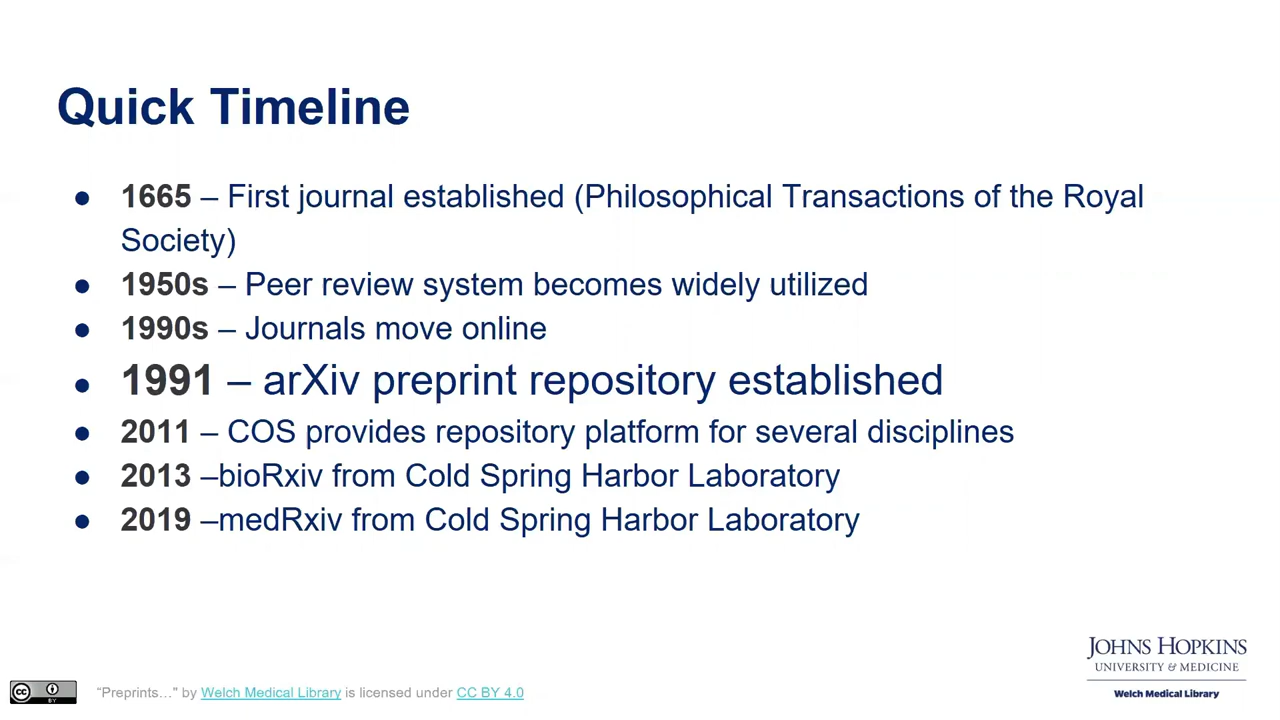 Quick Timeline
● 1665 – First journal established (Philosophical Transactions of the Royal
Society)
● 1950s – Peer review system becomes widely utilized
● 1990s – Journals move online
● 1991 – arXiv preprint repository established
● 2011 – COS provides repository platform for several disciplines
● 2013 –bioRxiv from Cold Spring Harbor Laboratory
● 2019 –medRxiv from Cold Spring Harbor Laboratory
JOHNS HOPKINS
UNIVERSITY & MEDICINE
Welch Medical Library
cc BY
“Preprints…" by Welch Medical Library is licensed under CC BY 4.0